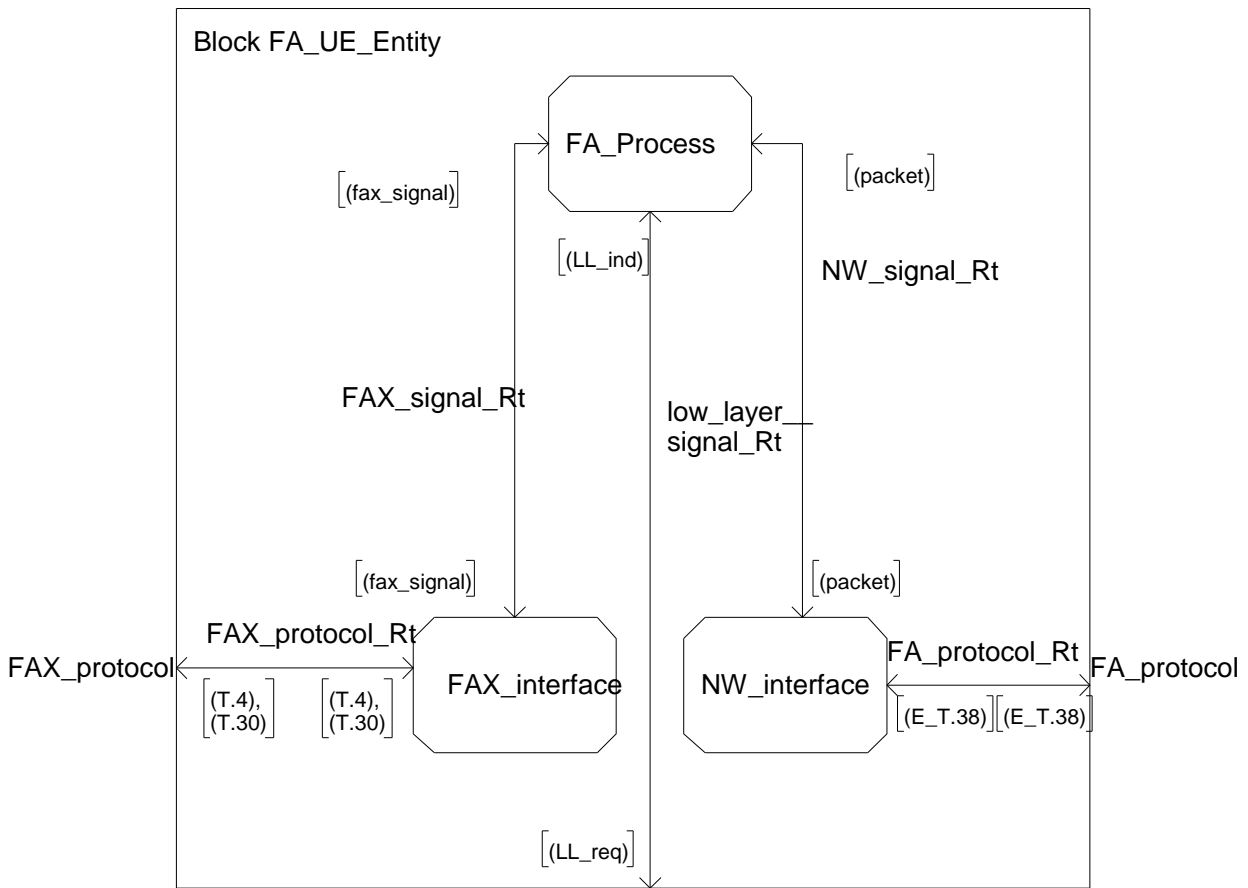 Block FA_UE_Entity
FA_Process
[(fax_signal)]
[(packet)]
[(LL_ind)]
NW_signal_Rt
FAX_signal_Rt
low_layer_
signal_Rt
[(fax_signal)]
[(packet)]
FAX_protocol_Rt
FA_protocol_Rt
FAX_protocol
FA_protocol
FAX_interface
NW_interface
[(T.4),
(T.30)]
[(T.4),
(T.30)]
[(E_T.38)]
[(E_T.38)]
[(LL_req)]